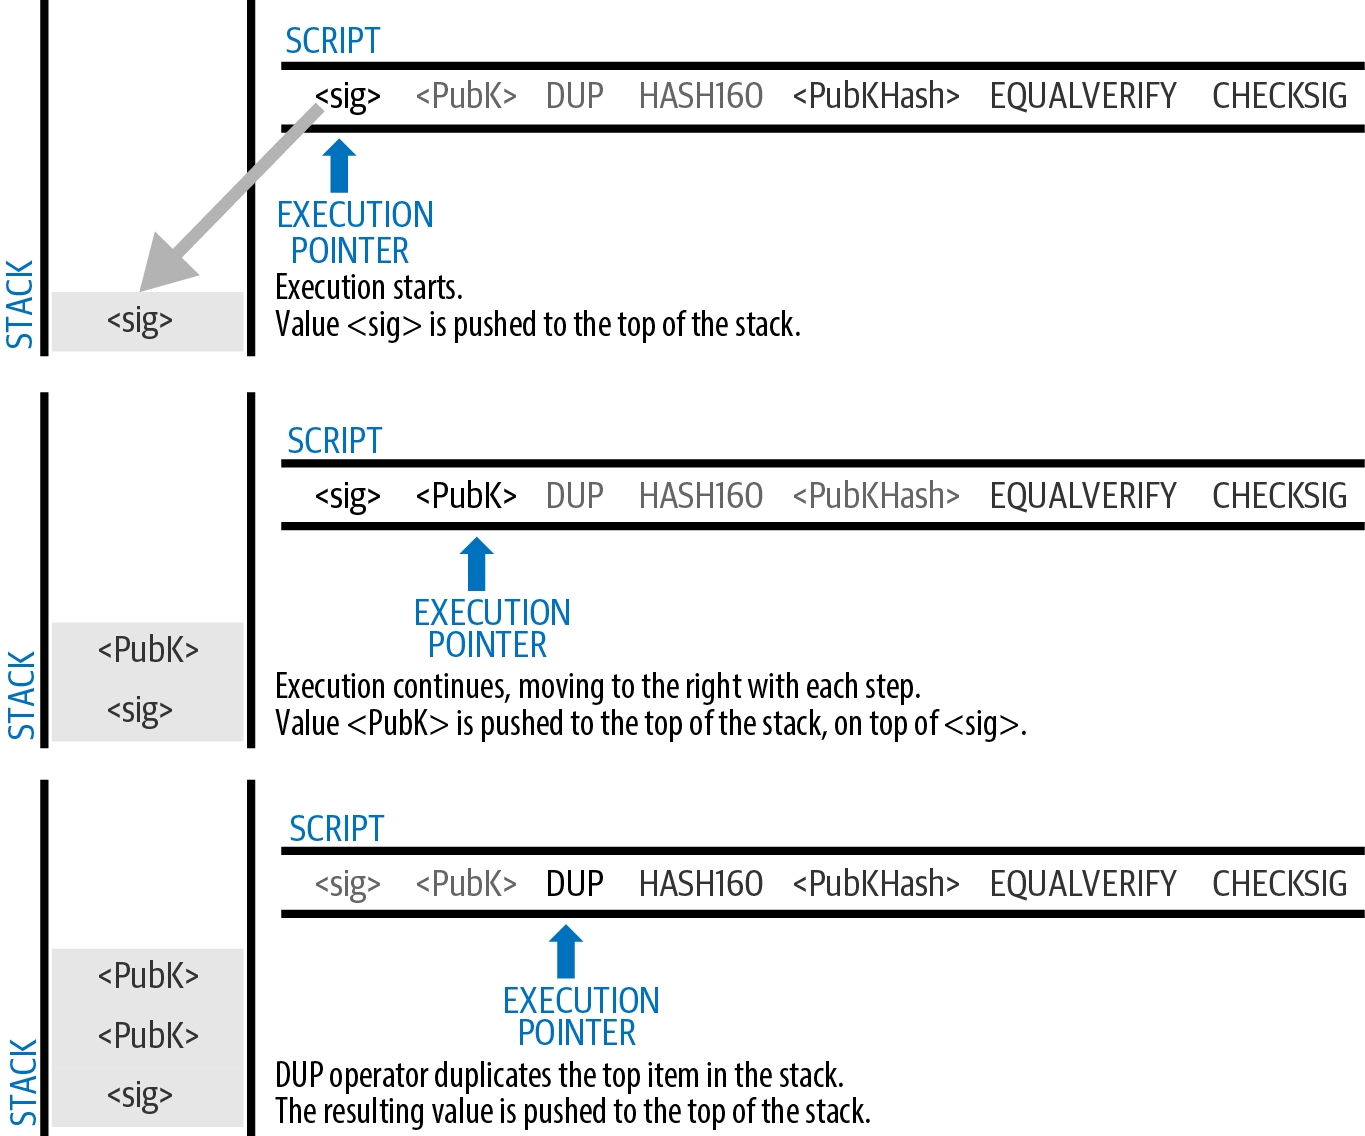 SCRIPT
<sig> <PubK> DUP HASH160 <PubKHash> EQUALVERIFY CHECKSIG
EXECUTION
POINTER
Execution starts.
Value <sig> is pushed to the top of the stack.
STACK
<sig>
SCRIPT
<sig> <PubK> DUP HASH160 <PubKHash> EQUALVERIFY CHECKSIG
EXECUTION
POINTER
Execution continues, moving to the right with each step.
Value <PubK> is pushed to the top of the stack, on top of <sig>.
STACK
<PubK>
<sig>
SCRIPT
<sig> <PubK> DUP HASH160 <PubKHash> EQUALVERIFY CHECKSIG
EXECUTION
POINTER
DUP operator duplicates the top item in the stack.
The resulting value is pushed to the top of the stack.
STACK
<PubK>
<PubK>
<sig>